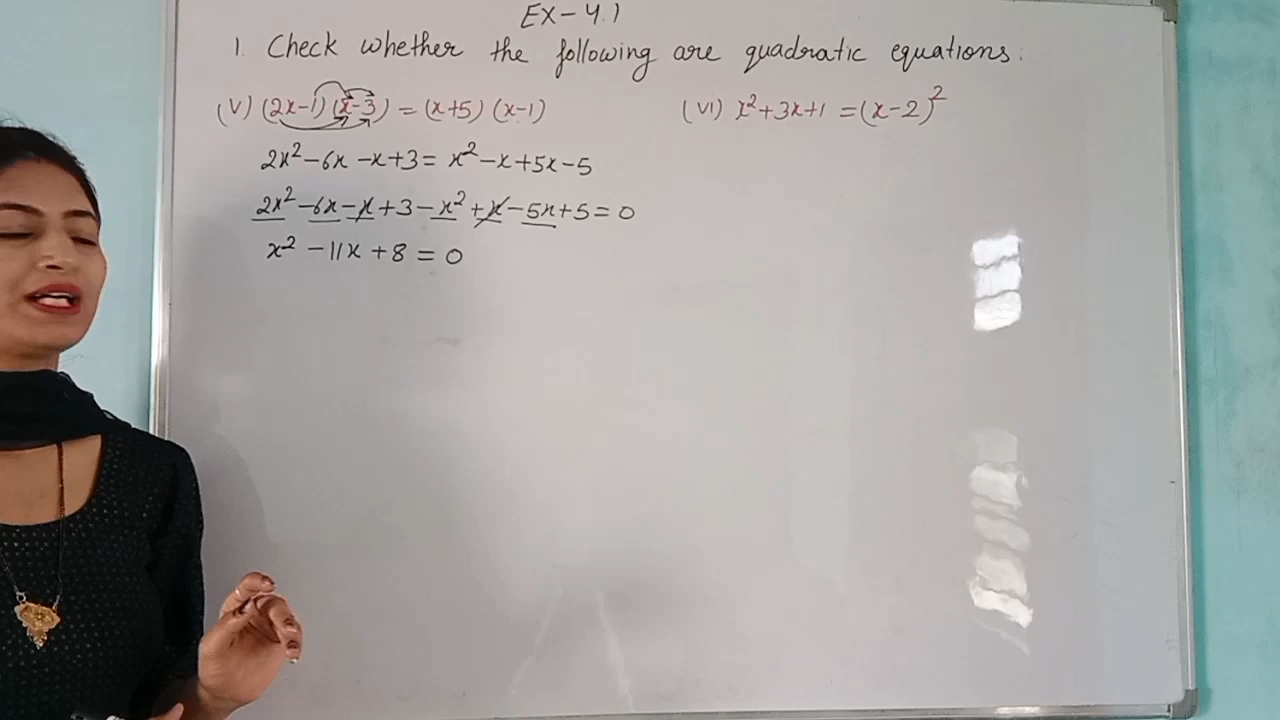 EX-4.1
1. Check whether the following are quadratic equations.
(V) (2x-1)(x-3) = (x+5)(x-1)
2x²-6x-x+3 = x²-x+5x-5
2x²-6x-x+3-x²+x-5x+5=0
x²-11x+8=0
(VI) x²+3x+1=(x-2)²